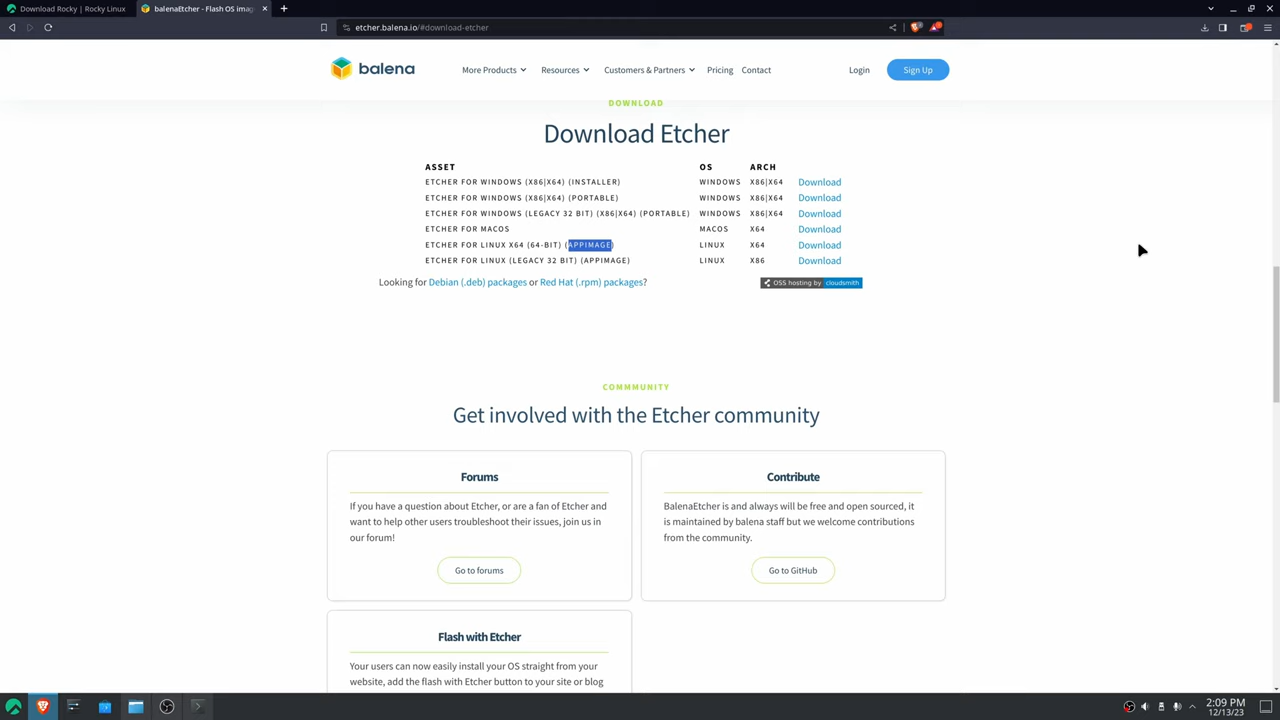 Download Rocky | Rocky Linux
balenaEtcher - Flash OS imag
etcher.balena.io/#download-etcher
balena
More Products
Resources
Customers & Partners
Pricing
Contact
Login
Sign Up
DOWNLOAD
Download Etcher
ASSET OS ARCH
ETCHER FOR WINDOWS (X86|X64) (INSTALLER) WINDOWS X86|X64 Download
ETCHER FOR WINDOWS (X86|X64) (PORTABLE) WINDOWS X86|X64 Download
ETCHER FOR WINDOWS (LEGACY 32 BIT) (X86|X64) (PORTABLE) WINDOWS X86|X64 Download
ETCHER FOR MACOS MACOS X64 Download
ETCHER FOR LINUX X64 (64-BIT) (APPIMAGE) LINUX X64 Download
ETCHER FOR LINUX (LEGACY 32 BIT) (APPIMAGE) LINUX X86 Download
Looking for Debian (.deb) packages or Red Hat (.rpm) packages?
OSS hosting by cloudsmith
COMMMUNITY
Get involved with the Etcher community
Forums
If you have a question about Etcher, or are a fan of Etcher and
want to help other users troubleshoot their issues, join us in
our forum!
Go to forums
Contribute
BalenaEtcher is and always will be free and open sourced, it
is maintained by balena staff but we welcome contributions
from the community.
Go to GitHub
Flash with Etcher
Your users can now easily install your OS straight from your
website, add the flash with Etcher button to your site or blog
2:09 PM
12/13/23